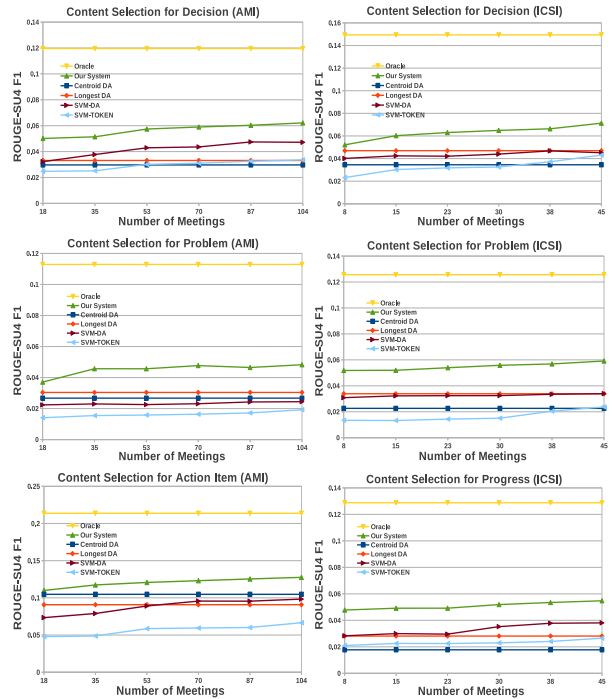 Content Selection for Decision (AMI)
ROUGE-SU4 F1
0,14
0,12
0,1
0,08
0,06
0,04
0,02
0
Oracle
Our System
Centroid DA
Longest DA
SVM-DA
SVM-TOKEN
18 35 53 70 87 104
Number of Meetings
Content Selection for Decision (ICSI)
ROUGE-SU4 F1
0,16
0,14
0,12
0,1
0,08
0,06
0,04
0,02
0
Oracle
Our System
Centroid DA
Longest DA
SVM-DA
SVM-TOKEN
8 15 23 30 38 45
Number of Meetings
Content Selection for Problem (AMI)
ROUGE-SU4 F1
0,12
0,1
0,08
0,06
0,04
0,02
0
Oracle
Our System
Centroid DA
Longest DA
SVM-DA
SVM-TOKEN
18 35 53 70 87 104
Number of Meetings
Content Selection for Problem (ICSI)
ROUGE-SU4 F1
0,14
0,12
0,1
0,08
0,06
0,04
0,02
0
Oracle
Our System
Centroid DA
Longest DA
SVM-DA
SVM-TOKEN
8 15 23 30 38 45
Number of Meetings
Content Selection for Action Item (AMI)
ROUGE-SU4 F1
0,25
0,2
0,15
0,1
0,05
0
Oracle
Our System
Centroid DA
Longest DA
SVM-DA
SVM-TOKEN
18 35 53 70 87 104
Number of Meetings
Content Selection for Progress (ICSI)
ROUGE-SU4 F1
0,14
0,12
0,1
0,08
0,06
0,04
0,02
0
Oracle
Our System
Centroid DA
Longest DA
SVM-DA
SVM-TOKEN
8 15 23 30 38 45
Number of Meetings